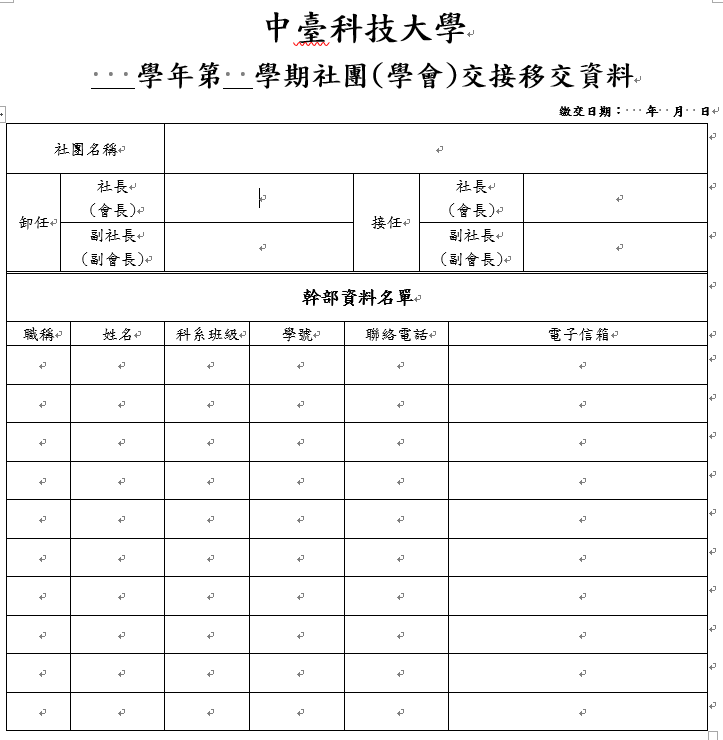 中臺科技大學
學年第 學期社團(學會)交接移交資料
繳交日期： 年 月 日
社團名稱
卸任
社長
(會長)
接任
社長
(會長)
副社長
(副會長)
副社長
(副會長)
幹部資料名單
職稱 姓名 科系班級 學號 聯絡電話 電子信箱